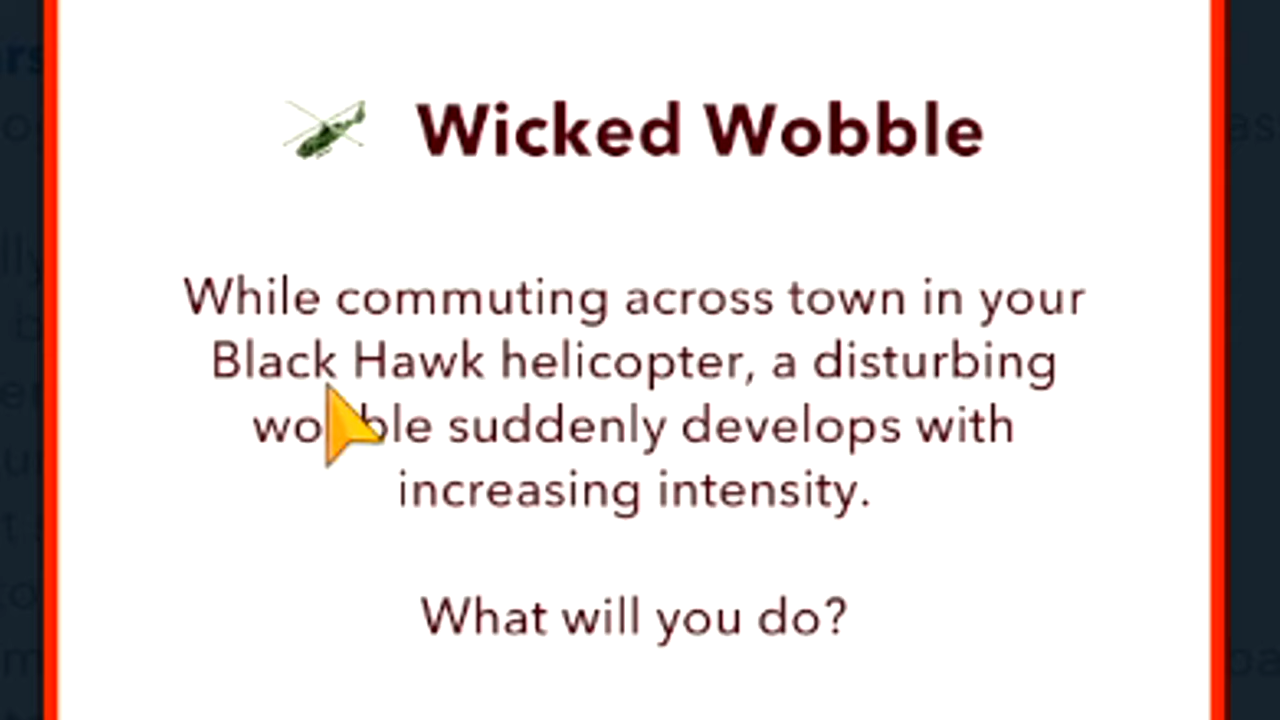 Wicked Wobble
While commuting across town in your
Black Hawk helicopter, a disturbing
wobble suddenly develops with
increasing intensity.
What will you do?